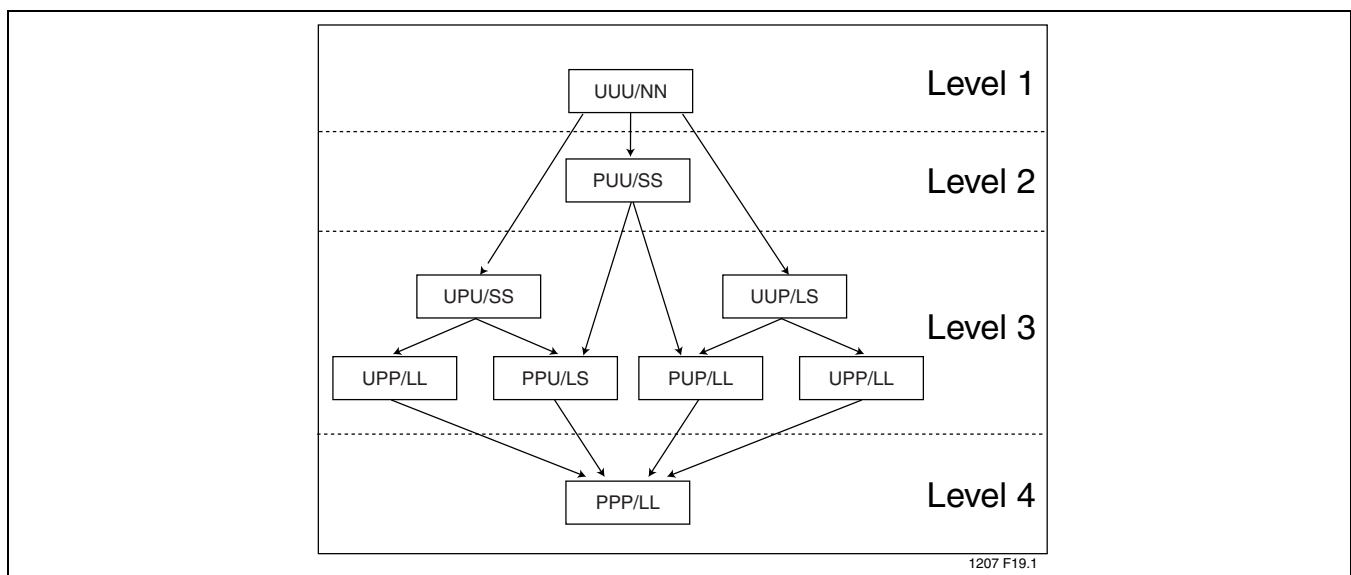 UUU/NN
Level 1
PUU/SS
Level 2
UPU/SS
UUP/LS
Level 3
UPP/LL
PPU/LS
PUP/LL
UPP/LL
PPP/LL
Level 4
1207 F19.1